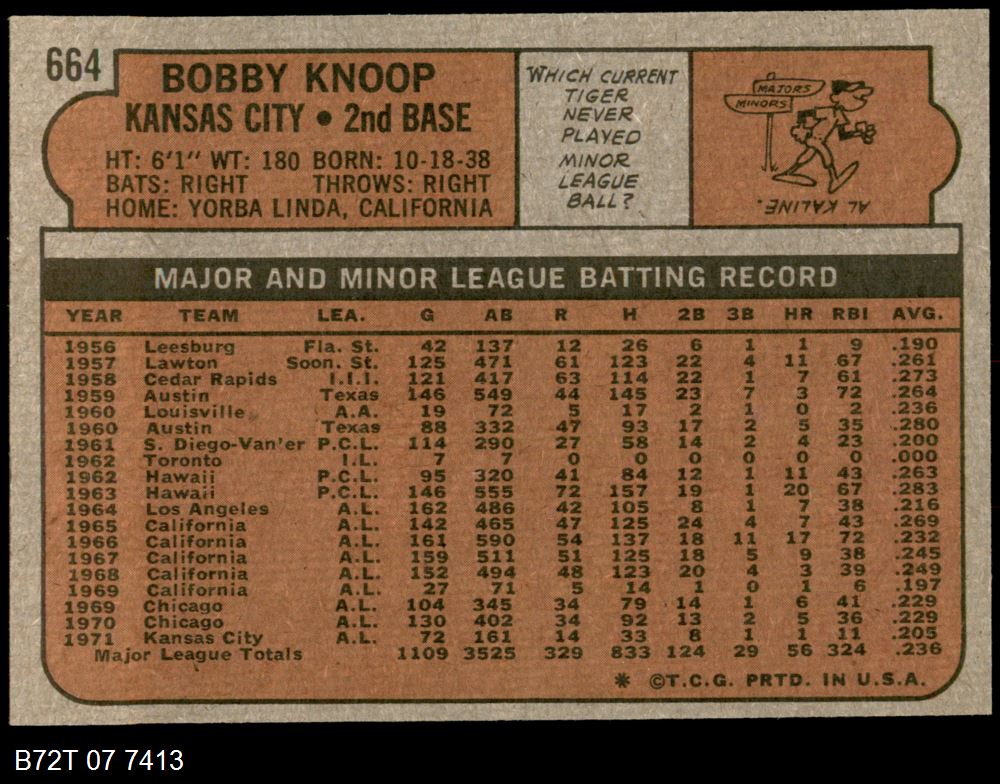 664
BOBBY KNOOP
KANSAS CITY • 2nd BASE
HT: 6'1" WT: 180 BORN: 10-18-38
BATS: RIGHT THROWS: RIGHT
HOME: YORBA LINDA, CALIFORNIA
WHICH CURRENT
TIGER
NEVER
PLAYED
MINOR
LEAGUE
BALL?
MAJORS
MINORS
AL KALINE.
MAJOR AND MINOR LEAGUE BATTING RECORD
YEAR TEAM LEA. G AB R H 2B 3B HR RBI AVG.
1956 Leesburg Fla. St. 42 137 12 26 6 1 1 9 .190
1957 Lawton Soon. St. 125 471 61 123 22 4 11 67 .261
1958 Cedar Rapids I.I.I. 121 417 63 114 22 1 7 61 .273
1959 Austin Texas 146 549 44 145 23 7 3 72 .264
1960 Louisville A.A. 19 72 5 17 2 1 0 2 .236
1960 Austin Texas 88 332 47 93 17 2 5 35 .280
1961 S. Diego-Van'er P.C.L. 114 290 27 58 14 2 4 23 .200
1962 Toronto I.L. 7 7 0 0 0 0 0 0 .000
1962 Hawaii P.C.L. 95 320 41 84 12 1 11 43 .263
1963 Hawaii P.C.L. 146 555 72 157 19 1 20 67 .283
1964 Los Angeles A.L. 162 486 42 105 8 1 7 38 .216
1965 California A.L. 142 465 47 125 24 4 7 43 .269
1966 California A.L. 161 590 54 137 18 11 17 72 .232
1967 California A.L. 159 511 51 125 18 5 9 38 .245
1968 California A.L. 152 494 48 123 20 4 3 39 .249
1969 California A.L. 27 71 5 14 1 0 1 6 .197
1969 Chicago A.L. 104 345 34 79 14 1 6 41 .229
1970 Chicago A.L. 130 402 34 92 13 2 5 36 .229
1971 Kansas City A.L. 72 161 14 33 8 1 1 11 .205
Major League Totals 1109 3525 329 833 124 29 56 324 .236
* ©T.C.G. PRTD. IN U.S.A.
B72T 07 7413